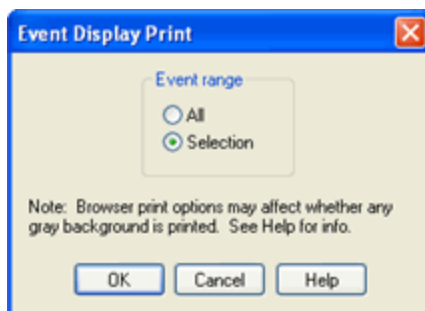 Event Display Print
Event range
All
Selection
Note:  Browser print options may affect whether any
gray background is printed.  See Help for info.
OK
Cancel
Help